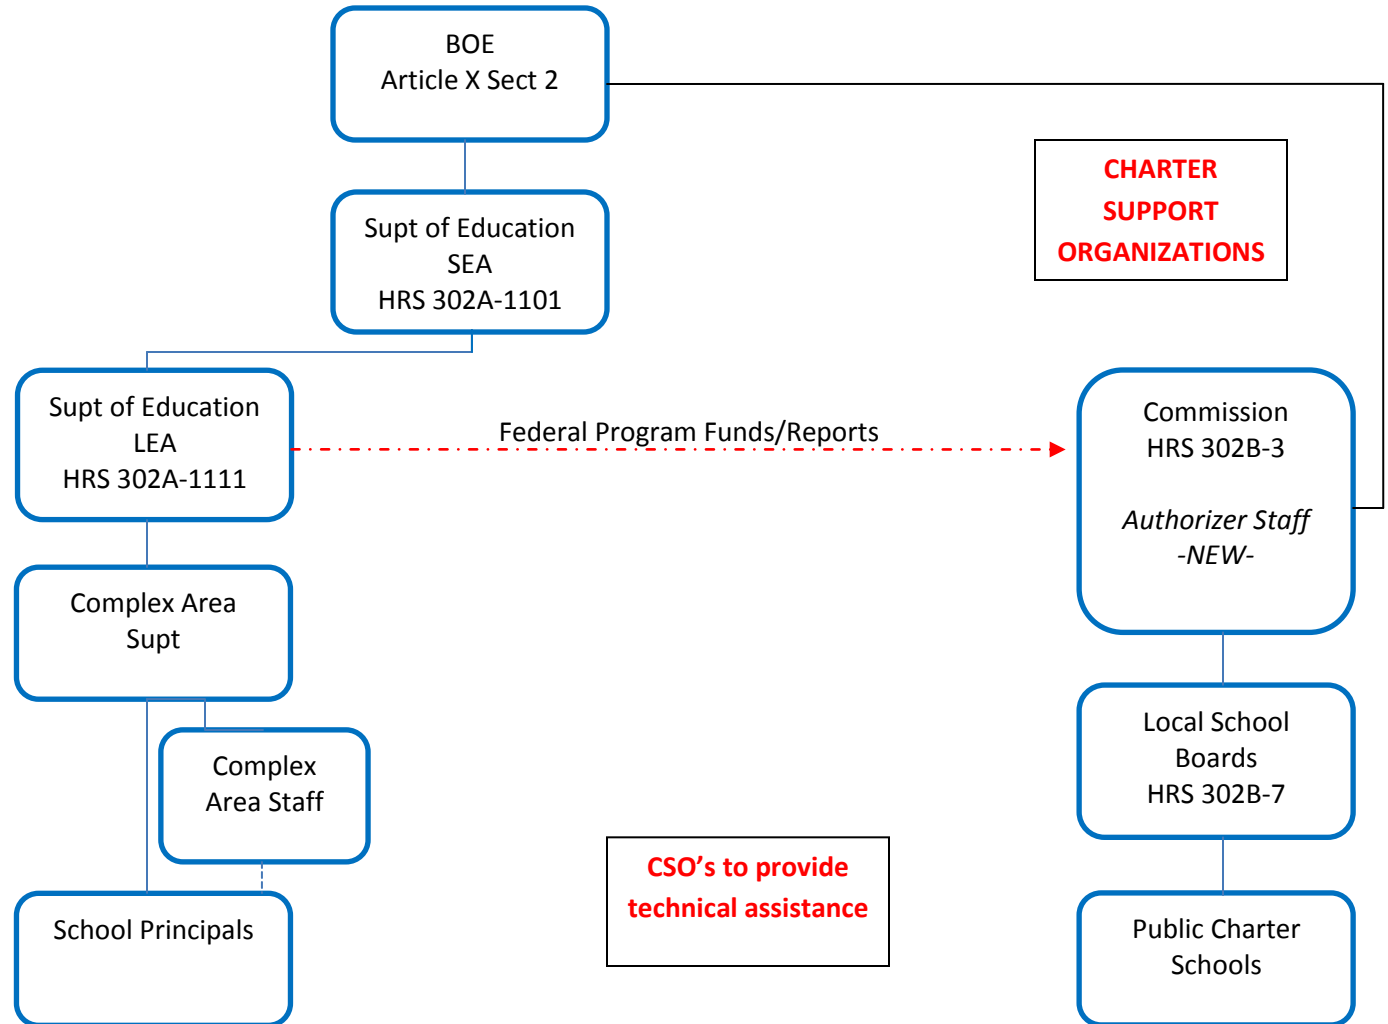 BOE
Article X Sect 2
CHARTER
SUPPORT
ORGANIZATIONS
Supt of Education
SEA
HRS 302A-1101
Supt of Education
LEA
HRS 302A-1111
Federal Program Funds/Reports
Commission
HRS 302B-3
Authorizer Staff
-NEW-
Complex Area
Supt
Complex
Area Staff
Local School
Boards
HRS 302B-7
CSO’s to provide
technical assistance
School Principals
Public Charter
Schools